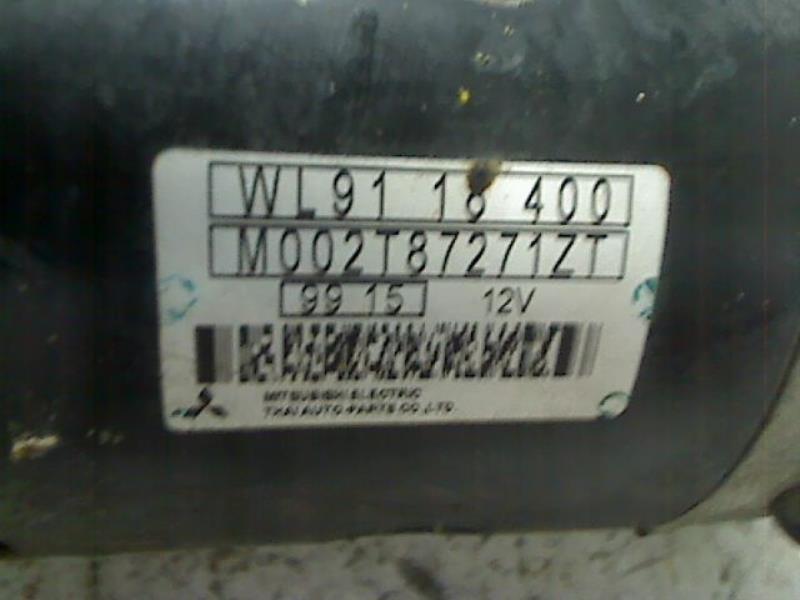 WL91 18 400
M002T87271ZT
99 15 12V
MITSUBISHI ELECTRIC
THAI AUTO PARTS CO.,LTD.